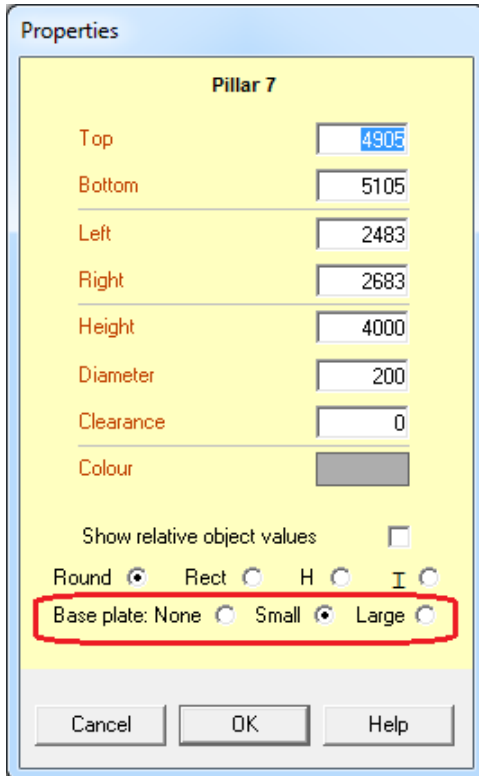 Properties
Pillar 7
Top 4905
Bottom 5105
Left 2483
Right 2683
Height 4000
Diameter 200
Clearance 0
Colour
Show relative object values
Round Rect H I
Base plate: None Small Large
Cancel OK Help